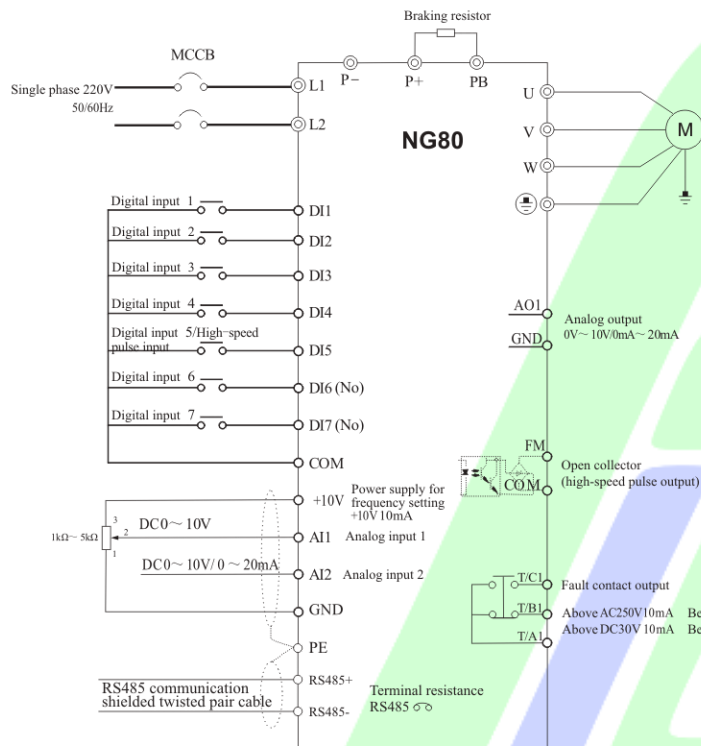 Braking resistor
MCCB
P−
P+
PB
Single phase 220V
50/60Hz
L1
L2
NG80
U
V
W
M
Digital input 1
DI1
Digital input 2
DI2
Digital input 3
DI3
Digital input 4
DI4
Digital input 5/High-speed
pulse input
DI5
Digital input 6
DI6 (No)
Digital input 7
DI7 (No)
COM
AO1
GND
Analog output
0V~10V/0mA~20mA
FM
COM
Open collector
(high-speed pulse output)
+10V
Power supply for
frequency setting
+10V 10mA
1kΩ~5kΩ
3
2
1
DC0~10V
AI1
Analog input 1
DC0~10V/0~20mA
AI2
Analog input 2
GND
PE
T/C1
T/B1
T/A1
Fault contact output
Above AC250V10mA Be
Above DC30V 10mA Be
RS485 communication
shielded twisted pair cable
RS485+
RS485-
Terminal resistance
RS485